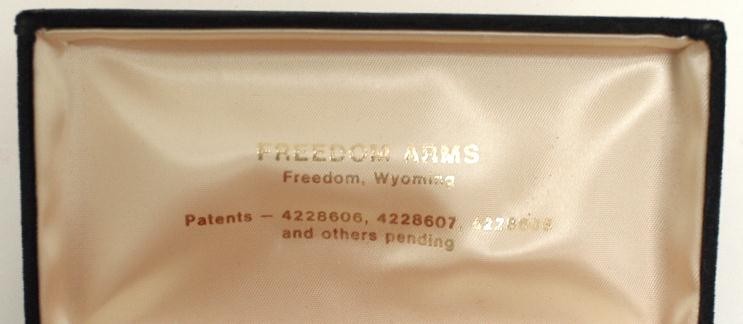 FREEDOM ARMS
Freedom, Wyoming
Patents — 4228606, 4228607,
and others pending